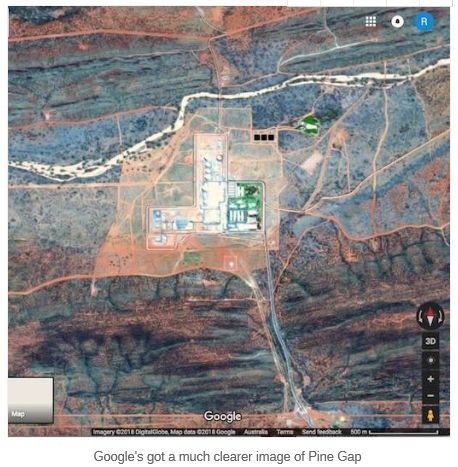 R
3D
+
−
Map
Google
Imagery ©2018 DigitalGlobe, Map data ©2018 Google Australia Terms Send feedback 500 m
Google's got a much clearer image of Pine Gap